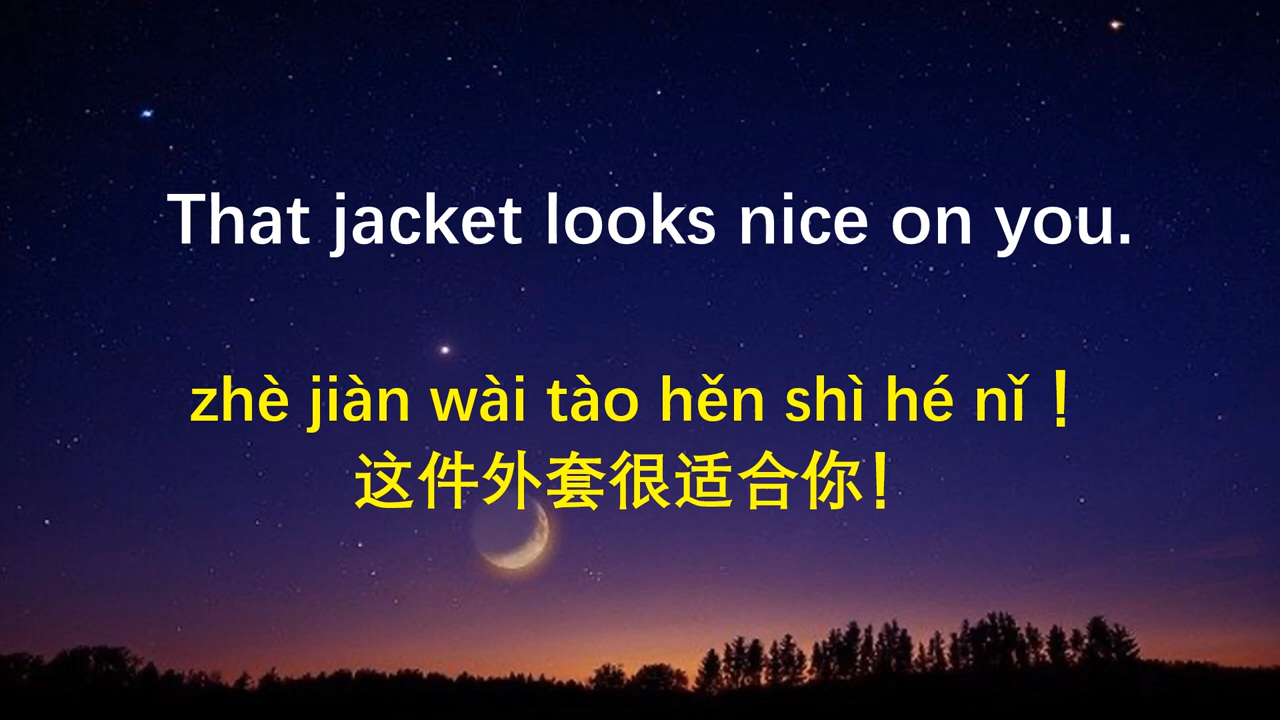 That jacket looks nice on you.
zhè jiàn wài tào hěn shì hé nǐ！
这件外套很适合你！